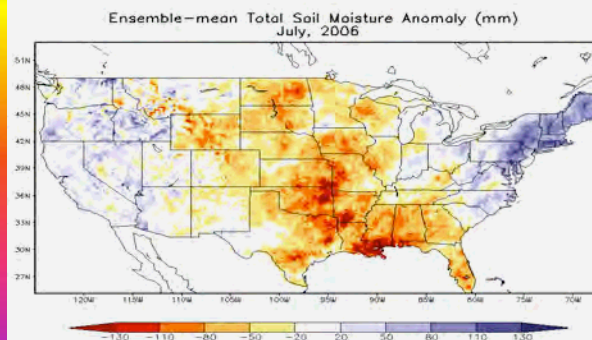 Ensemble-mean Total Soil Moisture Anomaly (mm)
July, 2006
51N
48N
45N
42N
39N
36N
33N
30N
27N
120W 115W 110W 105W 100W 95W 90W 85W 80W 75W 70W
-130 -110 -80 -50 -20 20 50 80 110 130